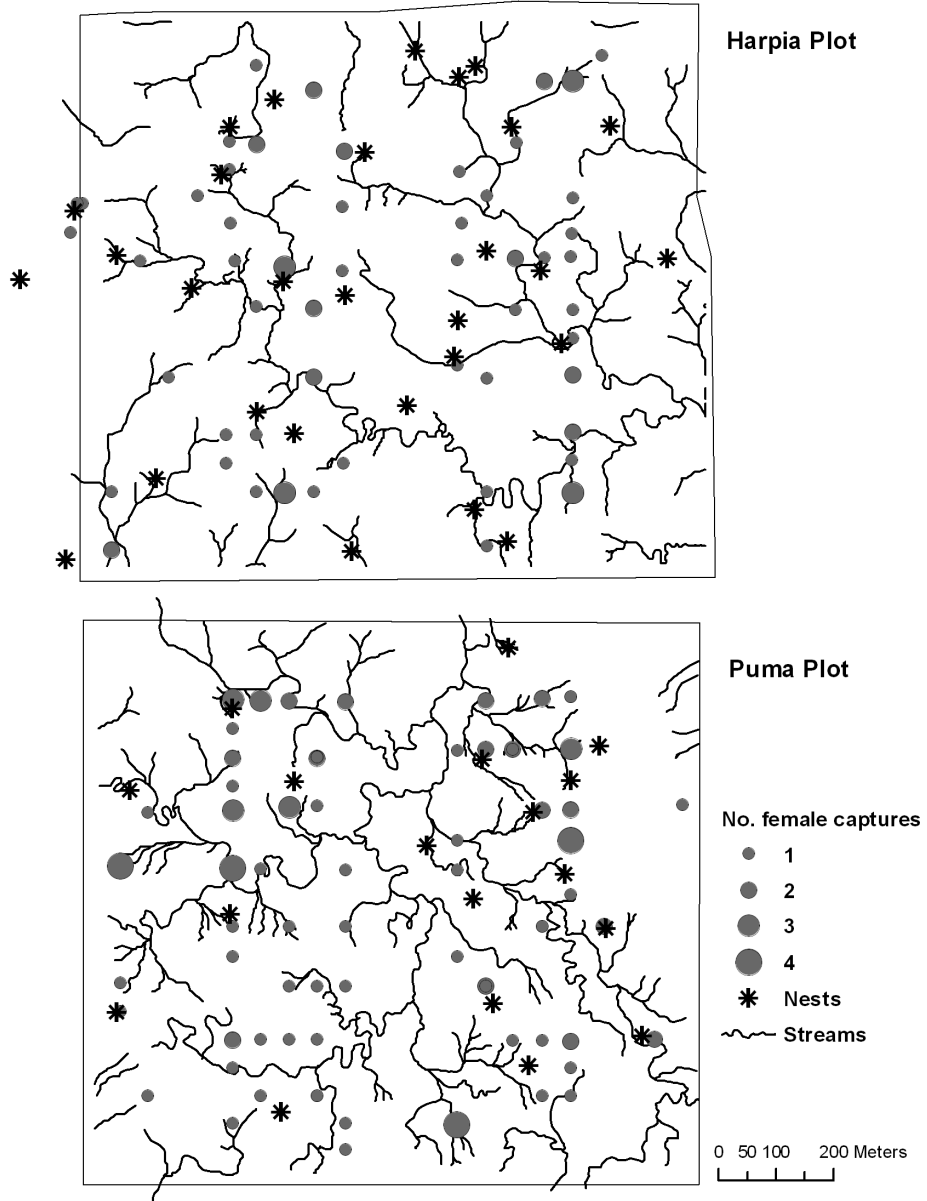 Harpia Plot
Puma Plot
No. female captures
1
2
3
4
Nests
Streams
0 50 100 200 Meters